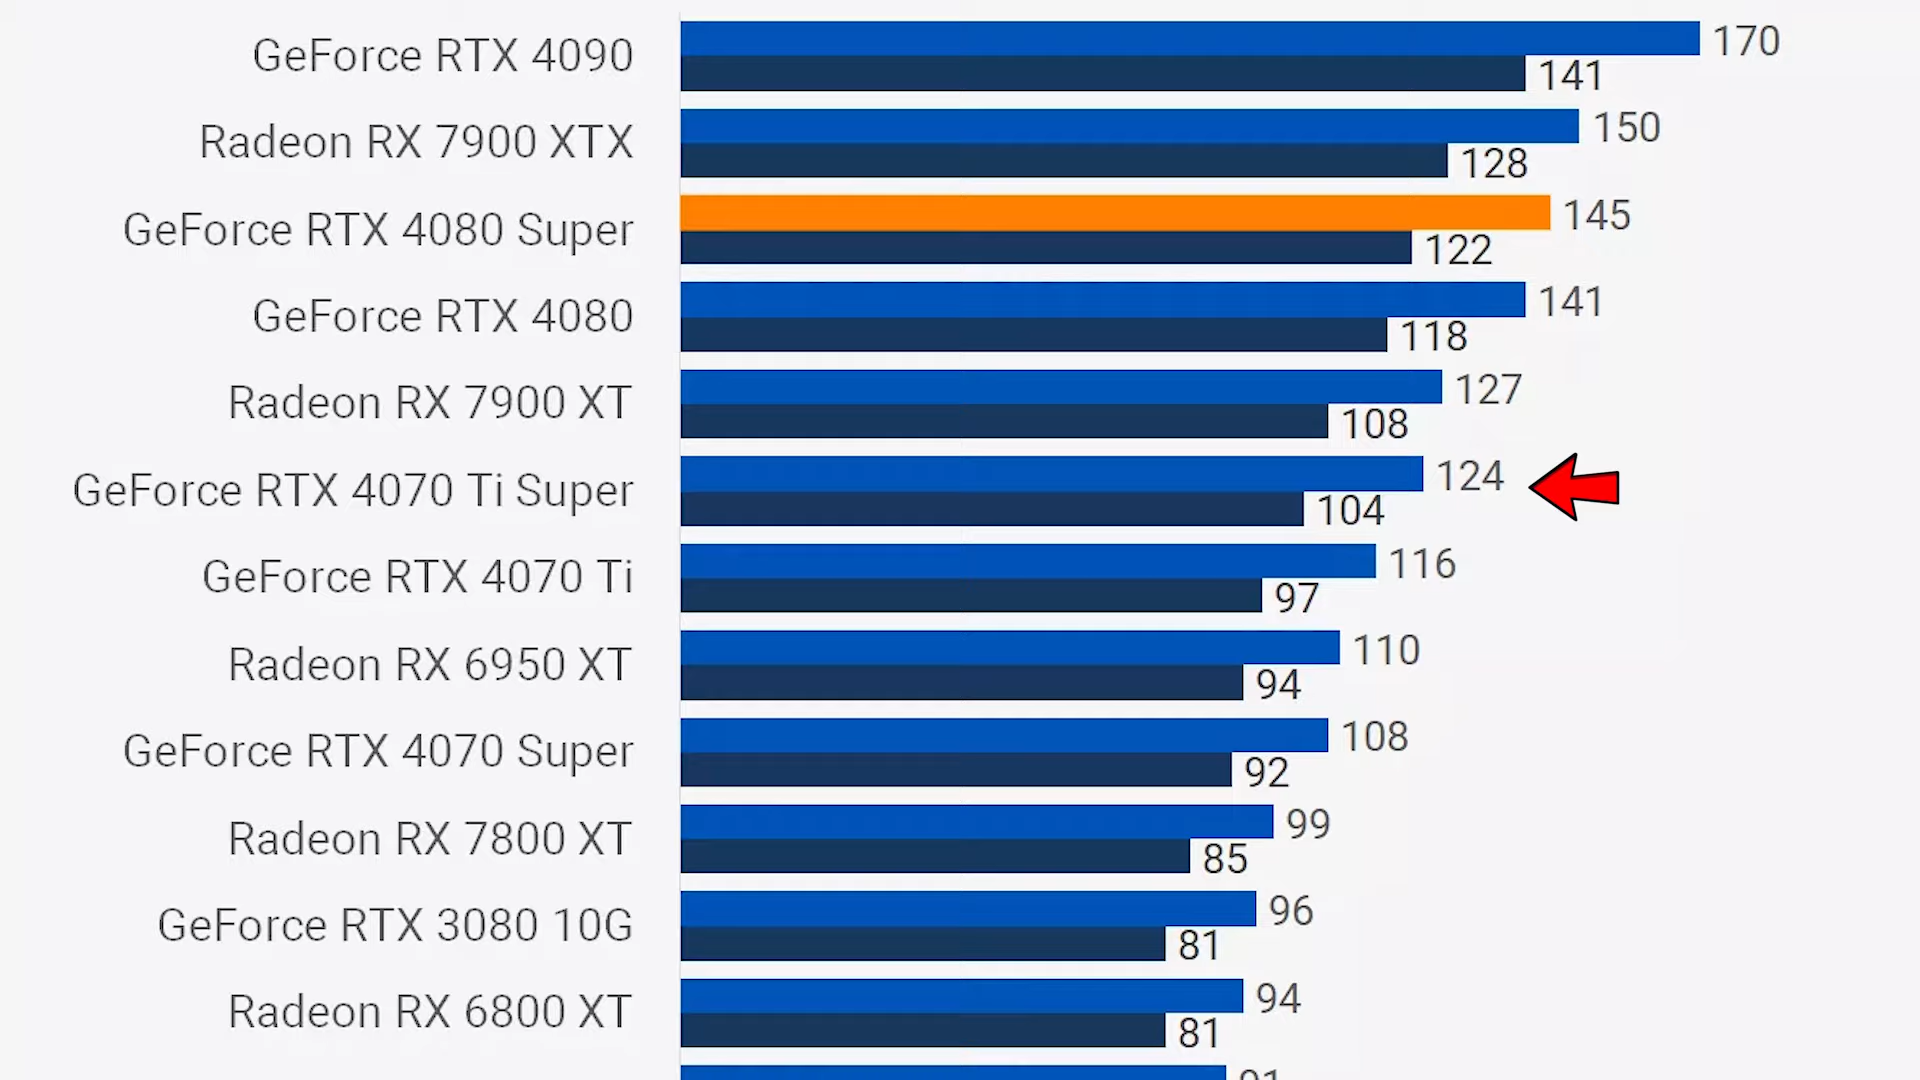 GeForce RTX 4090
170
141
Radeon RX 7900 XTX
150
128
GeForce RTX 4080 Super
145
122
GeForce RTX 4080
141
118
Radeon RX 7900 XT
127
108
GeForce RTX 4070 Ti Super
124
104
GeForce RTX 4070 Ti
116
97
Radeon RX 6950 XT
110
94
GeForce RTX 4070 Super
108
92
Radeon RX 7800 XT
99
85
GeForce RTX 3080 10G
96
81
Radeon RX 6800 XT
94
81